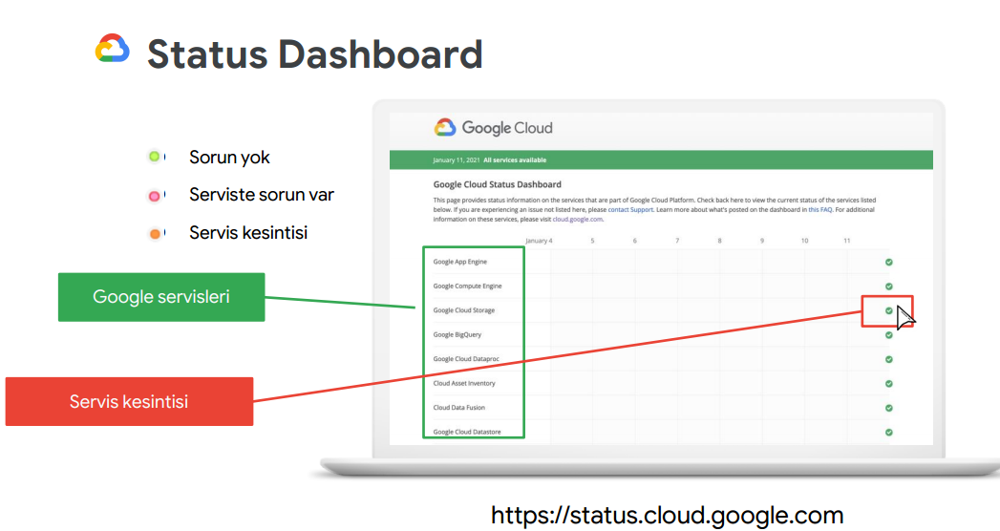 Status Dashboard
Sorun yok
Serviste sorun var
Servis kesintisi
Google servisleri
Servis kesintisi
Google Cloud
January 11, 2021 All services available
Google Cloud Status Dashboard
This page provides status information on the services that are part of Google Cloud Platform. Check back here to view the current status of the services listed
below. If you are experiencing an issue not listed here, please contact Support. Learn more about what's posted on the dashboard in this FAQ. For additional
information on these services, please visit cloud.google.com.
January 4 5 6 7 8 9 10 11
Google App Engine
Google Compute Engine
Google Cloud Storage
Google BigQuery
Google Cloud Dataproc
Cloud Asset Inventory
Cloud Data Fusion
Google Cloud Datastore
https://status.cloud.google.com